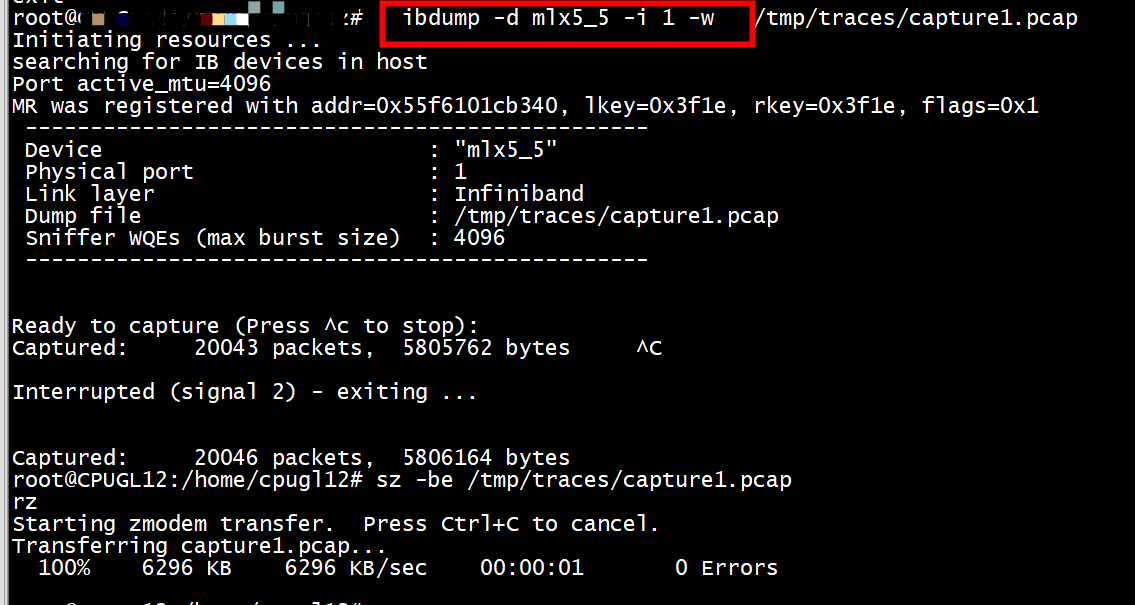 exit
root@ # ibdump -d mlx5_5 -i 1 -w /tmp/traces/capture1.pcap
Initiating resources ...
searching for IB devices in host
Port active_mtu=4096
MR was registered with addr=0x55f6101cb340, lkey=0x3f1e, rkey=0x3f1e, flags=0x1
------------------------------------------------
Device : "mlx5_5"
Physical port : 1
Link layer : Infiniband
Dump file : /tmp/traces/capture1.pcap
Sniffer WQEs (max burst size) : 4096
------------------------------------------------
Ready to capture (Press ^c to stop):
Captured: 20043 packets, 5805762 bytes ^C
Interrupted (signal 2) - exiting ...
Captured: 20046 packets, 5806164 bytes
root@CPUGL12:/home/cpugl12# sz -be /tmp/traces/capture1.pcap
rz
Starting zmodem transfer. Press Ctrl+C to cancel.
Transferring capture1.pcap...
100% 6296 KB 6296 KB/sec 00:00:01 0 Errors